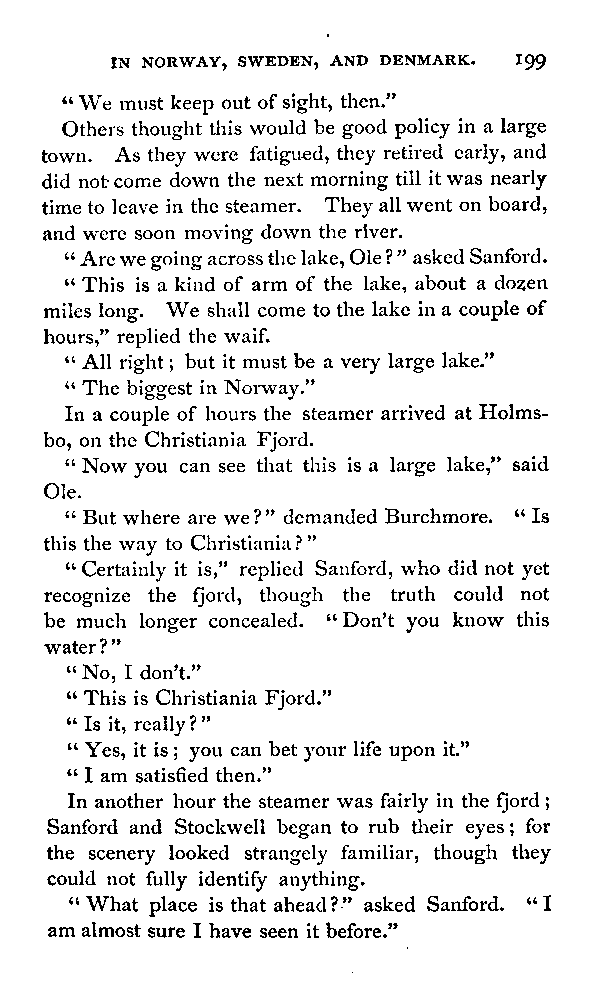 IN NORWAY, SWEDEN, AND DENMARK. 199
"We must keep out of sight, then."
Others thought this would be good policy in a large
town. As they were fatigued, they retired early, and
did not come down the next morning till it was nearly
time to leave in the steamer. They all went on board,
and were soon moving down the river.
"Are we going across the lake, Ole?" asked Sanford.
"This is a kind of arm of the lake, about a dozen
miles long. We shall come to the lake in a couple of
hours," replied the waif.
"All right; but it must be a very large lake."
"The biggest in Norway."
In a couple of hours the steamer arrived at Holms-
bo, on the Christiania Fjord.
"Now you can see that this is a large lake," said
Ole.
"But where are we?" demanded Burchmore. "Is
this the way to Christiania?"
"Certainly it is," replied Sanford, who did not yet
recognize the fjord, though the truth could not
be much longer concealed. "Don't you know this
water?"
"No, I don't."
"This is Christiania Fjord."
"Is it, really?"
"Yes, it is; you can bet your life upon it."
"I am satisfied then."
In another hour the steamer was fairly in the fjord;
Sanford and Stockwell began to rub their eyes; for
the scenery looked strangely familiar, though they
could not fully identify anything.
"What place is that ahead?" asked Sanford. "I
am almost sure I have seen it before."